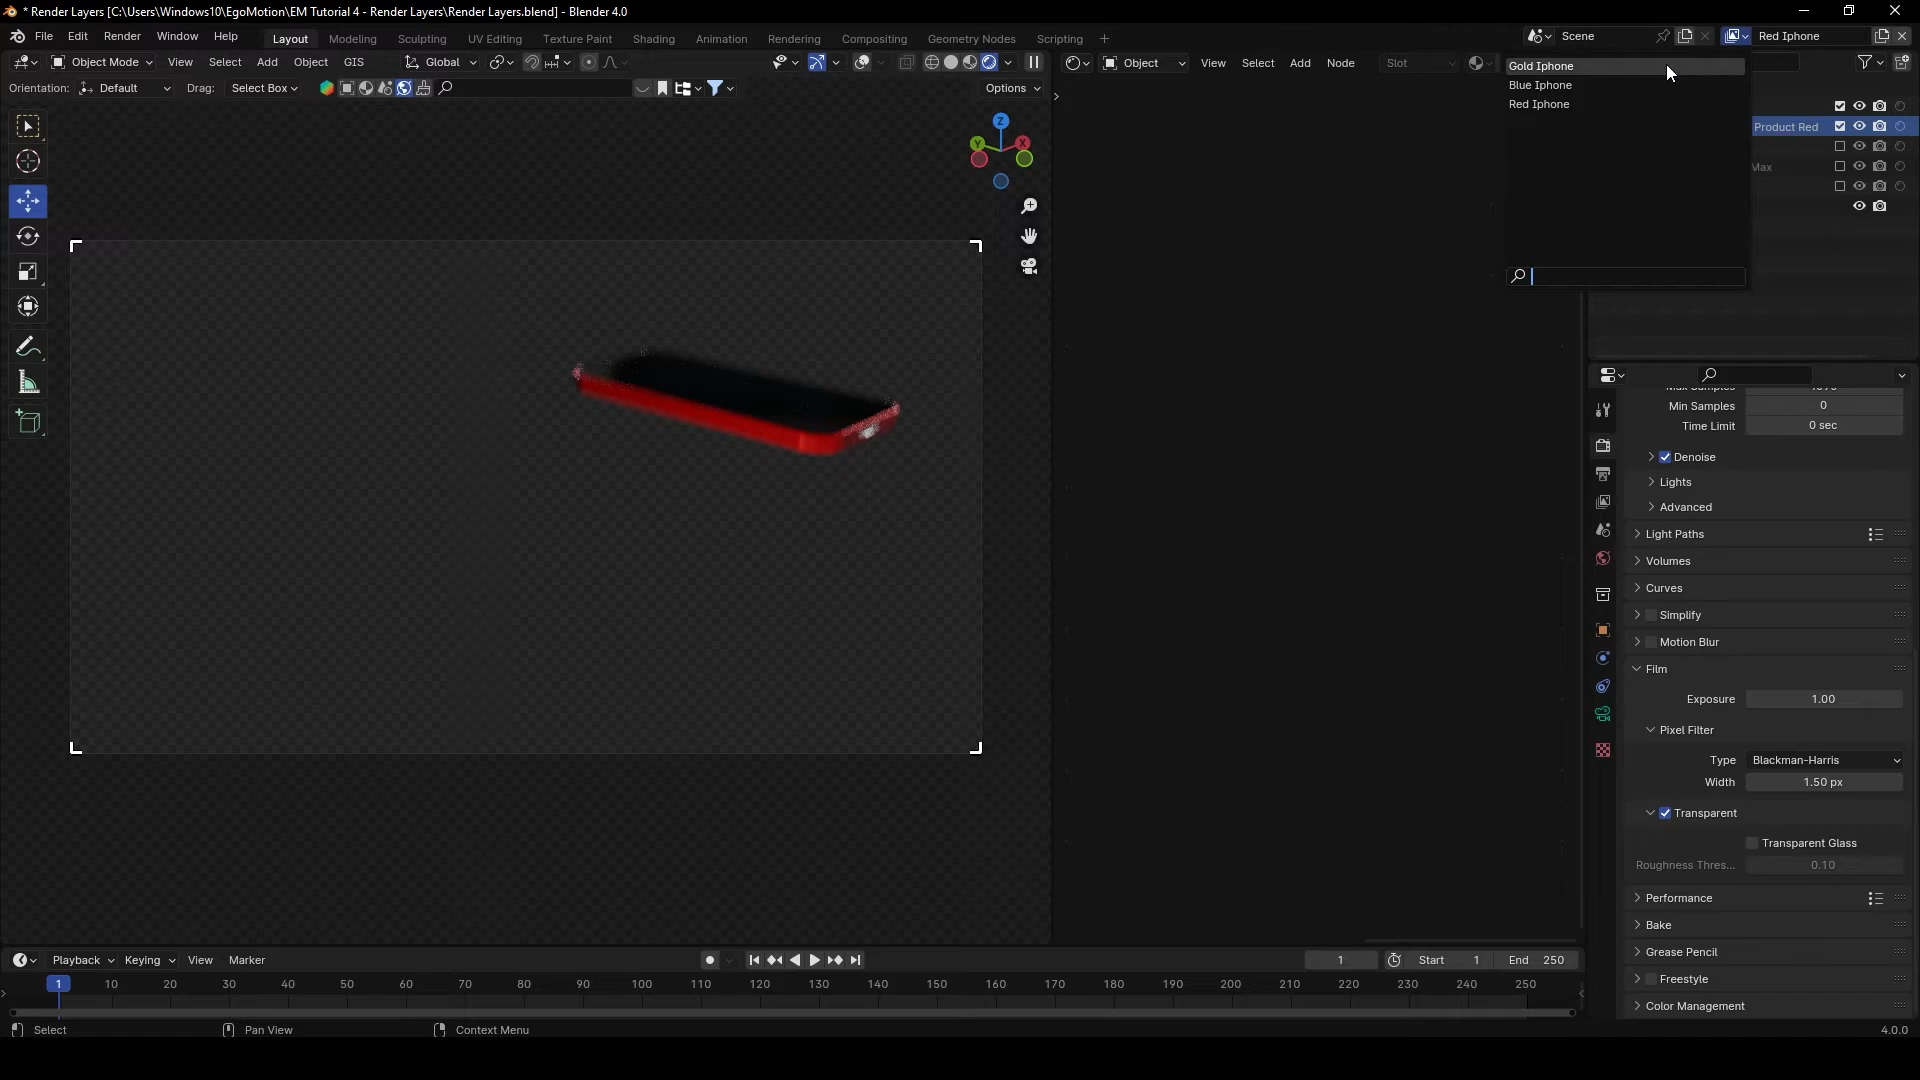 * Render Layers [C:\Users\Windows10\EgoMotion\EM Tutorial 4 - Render Layers\Render Layers.blend] - Blender 4.0
File Edit Render Window Help Layout Modeling Sculpting UV Editing Texture Paint Shading Animation Rendering Compositing Geometry Nodes Scripting + Scene Red Iphone
Object Mode View Select Add Object GIS Global Object View Select Add Node Slot
Orientation: Default Drag: Select Box Options
Gold Iphone
Blue Iphone
Red Iphone
Product Red
Max
Z
Y
X
Min Samples 0
Time Limit 0 sec
Denoise
Lights
Advanced
Light Paths
Volumes
Curves
Simplify
Motion Blur
Film
Exposure 1.00
Pixel Filter
Type Blackman-Harris
Width 1.50 px
Transparent
Transparent Glass
Roughness Thres... 0.10
Performance
Bake
Grease Pencil
Freestyle
Color Management
Playback Keying View Marker 1 Start 1 End 250
1 10 20 30 40 50 60 70 80 90 100 110 120 130 140 150 160 170 180 190 200 210 220 230 240 250
Select Pan View Context Menu 4.0.0